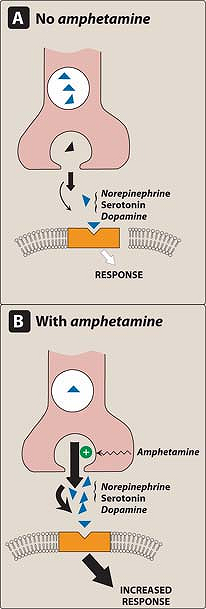 A No amphetamine
Norepinephrine
Serotonin
Dopamine
RESPONSE
B With amphetamine
+
Amphetamine
Norepinephrine
Serotonin
Dopamine
INCREASED
RESPONSE